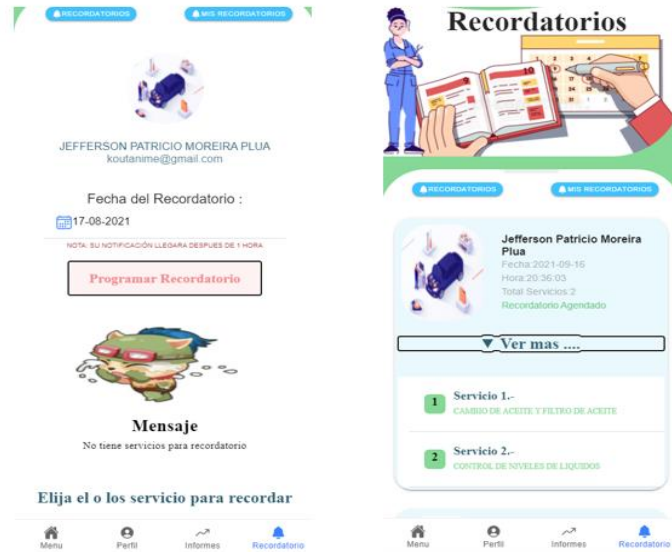 RECORDATORIOS
MIS RECORDATORIOS
JEFFERSON PATRICIO MOREIRA PLUA
koutanime@gmail.com
Fecha del Recordatorio :
17-08-2021
NOTA: SU NOTIFICACIÓN LLEGARA DESPUES DE 1 HORA
Programar Recordatorio
Mensaje
No tiene servicios para recordatorio
Elija el o los servicio para recordar
Menu
Perfil
Informes
Recordatorio
Recordatorios
9
10
RECORDATORIOS
MIS RECORDATORIOS
Jefferson Patricio Moreira
Plua
Fecha:2021-09-16
Hora:20:36:03
Total Servicios:2
Recordatorio Agendado
▼ Ver mas ....
1
Servicio 1.-
CAMBIO DE ACEITE Y FILTRO DE ACEITE
2
Servicio 2.-
CONTROL DE NIVELES DE LIQUIDOS
Menu
Perfil
Informes
Recordatorio